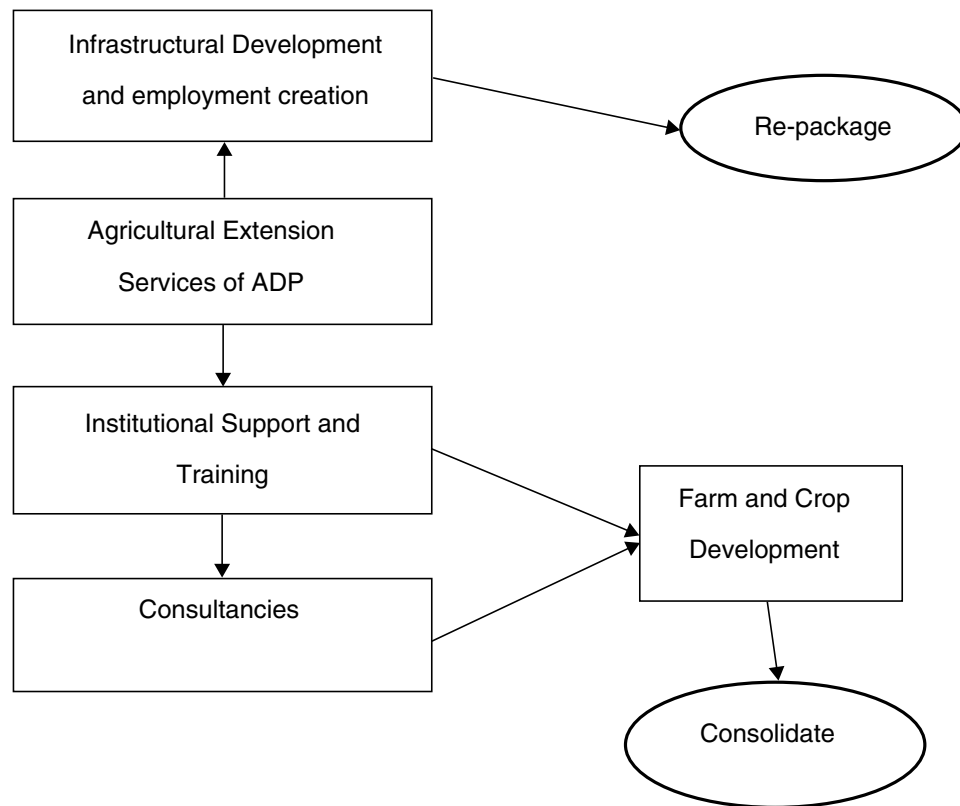 Infrastructural Development
and employment creation
Re-package
Agricultural Extension
Services of ADP
Institutional Support and
Training
Farm and Crop
Development
Consultancies
Consolidate